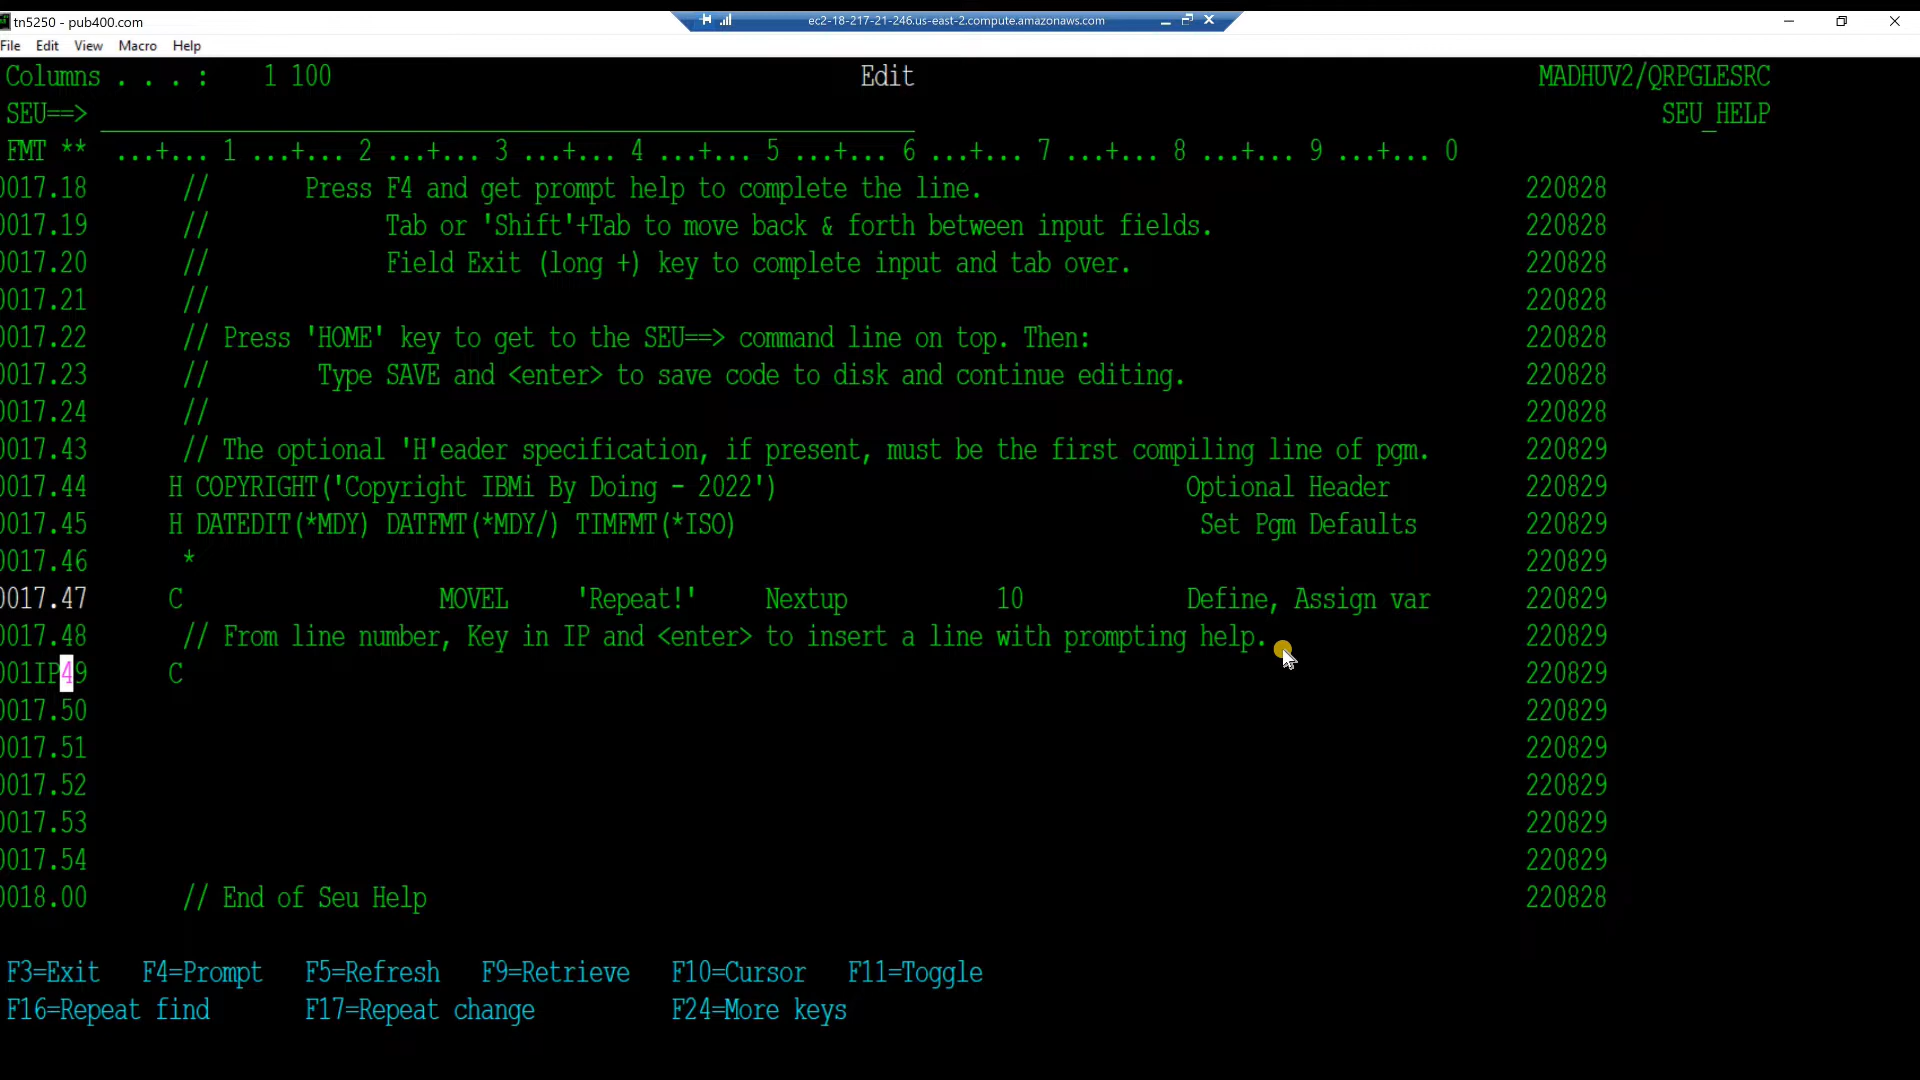 tn5250 - pub400.com
ec2-18-217-21-246.us-east-2.compute.amazonaws.com
File Edit View Macro Help
Columns . . . : 1 100 Edit MADHUV2/QRPGLESRC
SEU==> SEU_HELP
FMT ** ...+... 1 ...+... 2 ...+... 3 ...+... 4 ...+... 5 ...+... 6 ...+... 7 ...+... 8 ...+... 9 ...+... 0
0017.18 // Press F4 and get prompt help to complete the line. 220828
0017.19 // Tab or 'Shift'+Tab to move back & forth between input fields. 220828
0017.20 // Field Exit (long +) key to complete input and tab over. 220828
0017.21 // 220828
0017.22 // Press 'HOME' key to get to the SEU==> command line on top. Then: 220828
0017.23 // Type SAVE and <enter> to save code to disk and continue editing. 220828
0017.24 // 220828
0017.43 // The optional 'H'eader specification, if present, must be the first compiling line of pgm. 220829
0017.44 H COPYRIGHT('Copyright IBMi By Doing - 2022') Optional Header 220829
0017.45 H DATEDIT(*MDY) DATFMT(*MDY/) TIMFMT(*ISO) Set Pgm Defaults 220829
0017.46 * 220829
0017.47 C MOVEL 'Repeat!' Nextup 10 Define, Assign var 220829
0017.48 // From line number, Key in IP and <enter> to insert a line with prompting help. 220829
001IP49 C 220829
0017.50 220829
0017.51 220829
0017.52 220829
0017.53 220829
0017.54 220829
0018.00 // End of Seu Help 220828
F3=Exit F4=Prompt F5=Refresh F9=Retrieve F10=Cursor F11=Toggle
F16=Repeat find F17=Repeat change F24=More keys